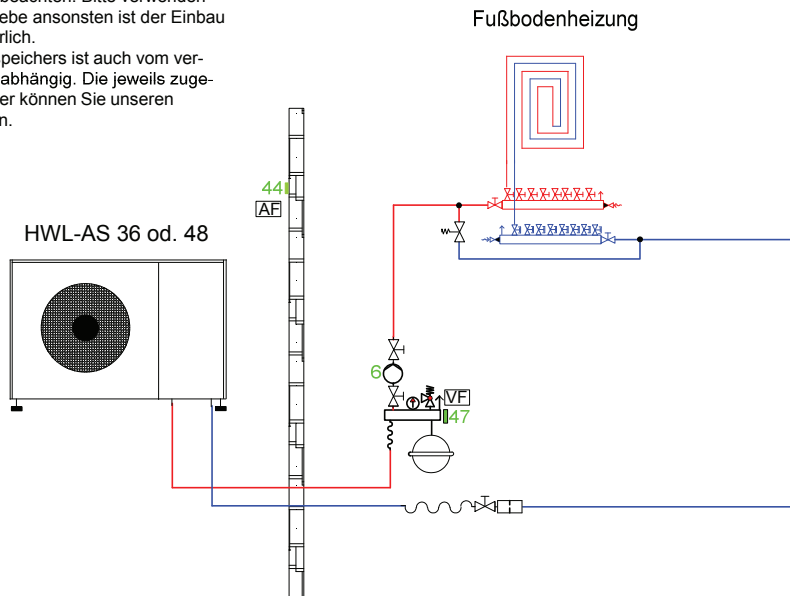 ebe ansonsten ist der Einbau
rlich.
speichers ist auch vom ver-
abhängig. Die jeweils zuge-
er können Sie unseren
n.
Fußbodenheizung
44
AF
HWL-AS 36 od. 48
6
VF
47